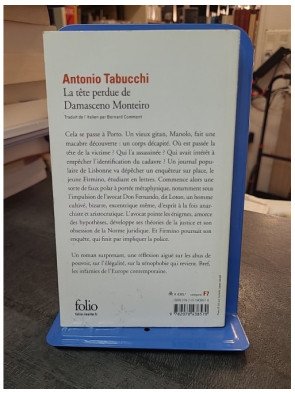 Antonio Tabucchi
La tête perdue de
Damasceno Monteiro
Traduit de l'italien par Bernard Comment
Cela se passe à Porto. Un vieux gitan, Manolo, fait une
macabre découverte : un corps décapité. Où est passée la
tête de la victime ? Qui l'a assassinée ? Qui avait intérêt à
empêcher l'identification du cadavre ? Un journal popu-
laire de Lisbonne va dépêcher un enquêteur sur place, le
jeune Firmino, étudiant en lettres. Commence alors une
sorte de faux polar à portée métaphysique, notamment sous
l'impulsion de l'avocat Don Fernando, dit Loton, un homme
cultivé, bizarre, excentrique même, d'esprit à la fois anar-
chiste et aristocratique. L'avocat pointe les énigmes, amorce
des hypothèses, développe ses théories de la justice et son
obsession de la Norme juridique. Et Firmino poursuit son
enquête, qui finit par impliquer la police.
Un roman surprenant, une réflexion aiguë sur les abus de
pouvoir, sur l'illégalité, sur la xénophobie qui revient. Bref,
les infamies de l'Europe contemporaine.
folio
F7